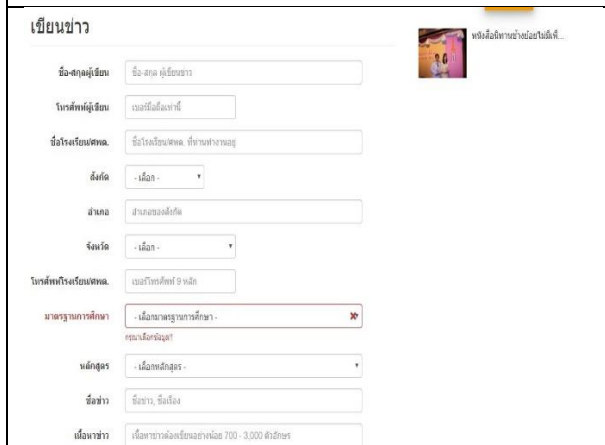 เขียนข่าว
หนังสือนิทานช้างย่อยไม่มีเพื่...
ชื่อ-สกุลผู้เขียน
ชื่อ-สกุล ผู้เขียนข่าว
โทรศัพท์ผู้เขียน
เบอร์มือถือเท่านี้
ชื่อโรงเรียน/ศพด.
ชื่อโรงเรียน/ศพด. ที่ท่านทำงานอยู่
สังกัด
- เลือก -
อำเภอ
อำเภอของสังกัด
จังหวัด
- เลือก -
โทรศัพท์โรงเรียน/ศพด.
เบอร์โทรศัพท์ 9 หลัก
มาตรฐานการศึกษา
- เลือกมาตรฐานการศึกษา -
กรุณาเลือกข้อมูล?
หลักสูตร
- เลือกหลักสูตร -
ชื่อข่าว
ชื่อข่าว, ชื่อเรื่อง
เนื้อหาข่าว
เนื้อหาข่าวต้องเขียนอย่างน้อย 700 - 3,000 ตัวอักษร